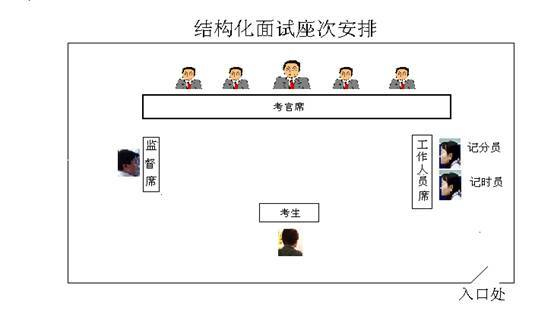 结构化面试座次安排
考官席
监督席
工作人员席
记分员
记时员
考生
入口处